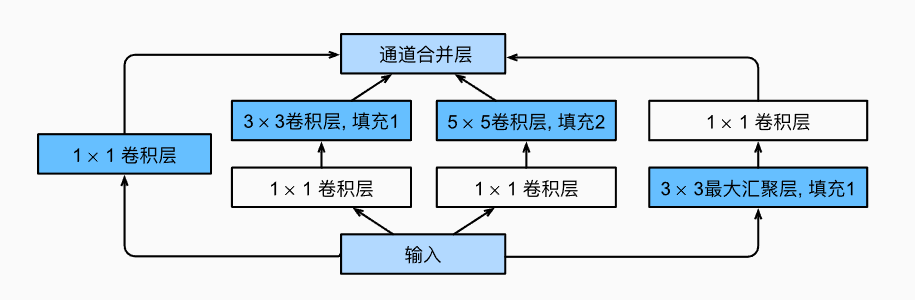 通道合并层
3 × 3卷积层, 填充1
5 × 5卷积层, 填充2
1 × 1 卷积层
1 × 1 卷积层
1 × 1 卷积层
1 × 1 卷积层
3 × 3最大汇聚层, 填充1
输入